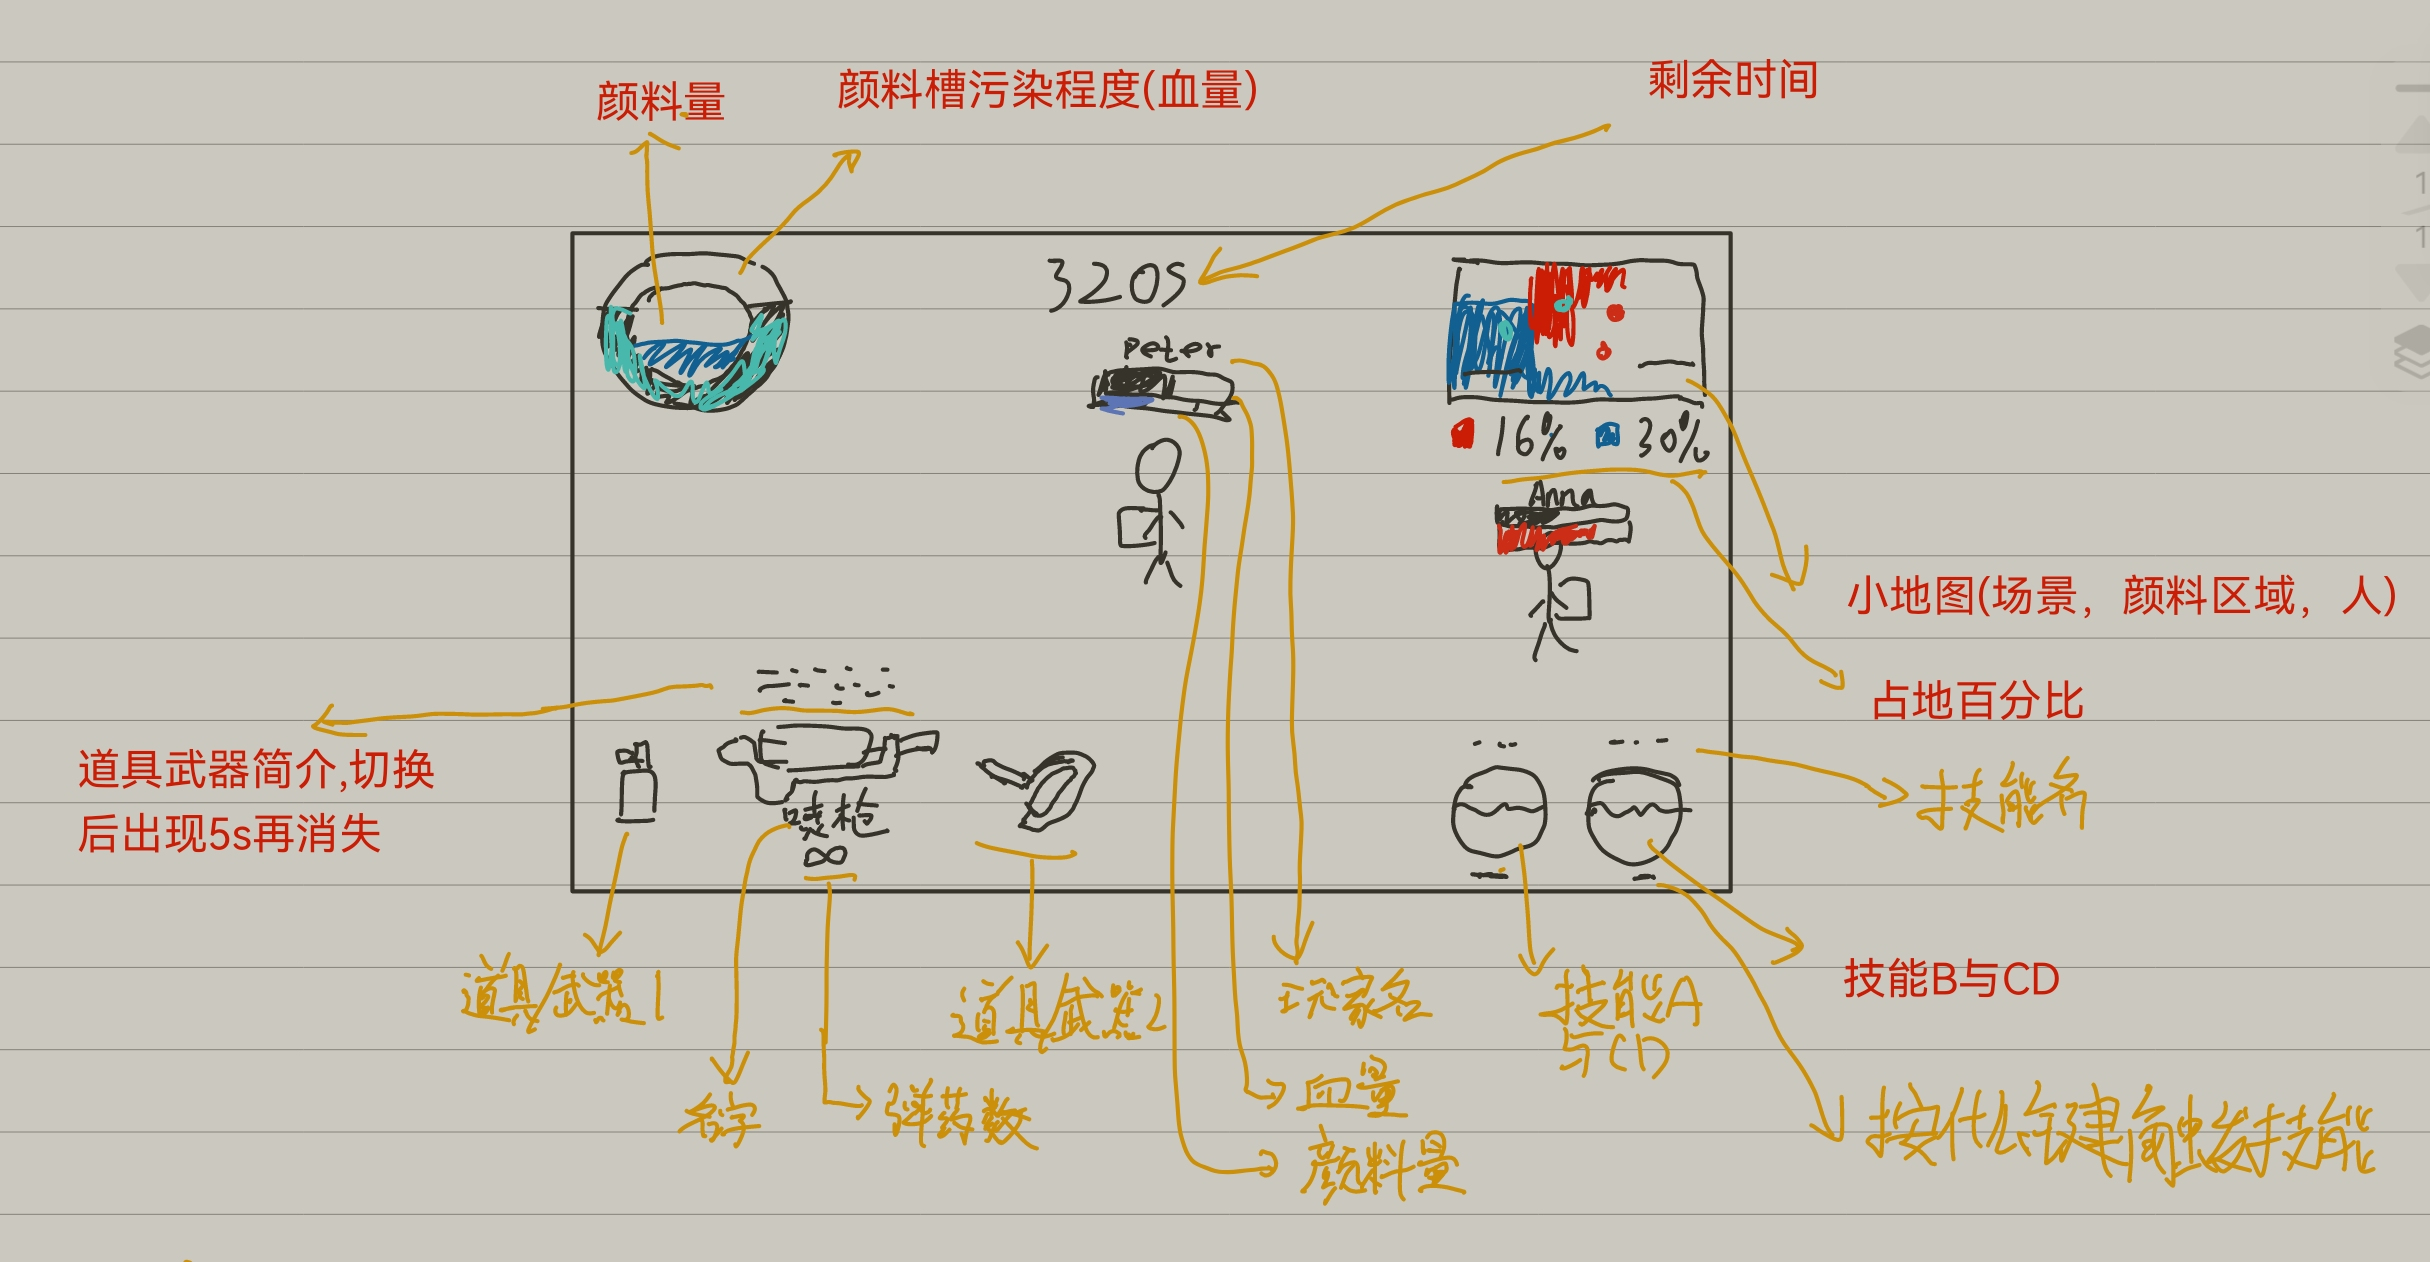 颜料量
颜料槽污染程度(血量)
剩余时间
320s
Peter
16%
30%
Anna
小地图(场景，颜料区域，人)
占地百分比
道具武器简介,切换
后出现5s再消失
喷枪
∞
技能名
道具/武器1
道具/武器2
玩家名
技能A
与CD
技能B与CD
名字
弹药数
血量
颜料量
按什么键触发技能
1
1